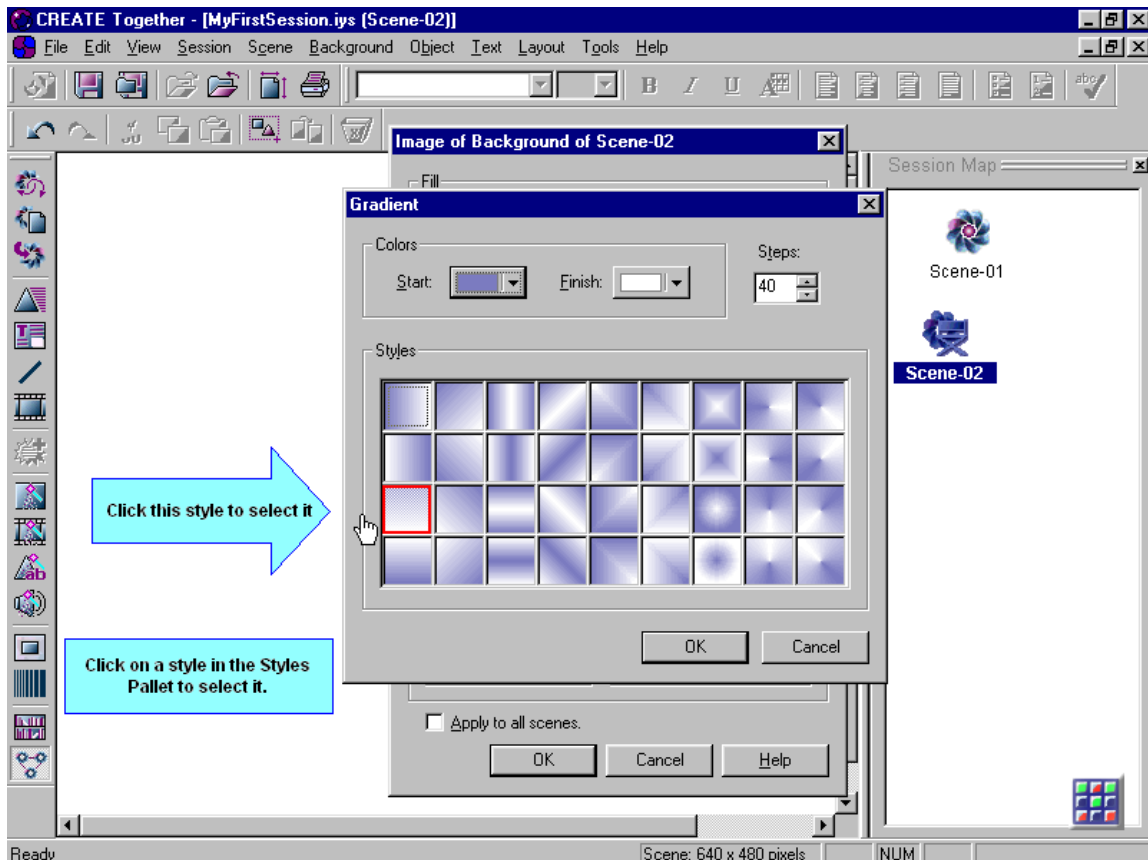 CREATE Together - [MyFirstSession.iys (Scene-02)]
File Edit View Session Scene Background Object Text Layout Tools Help
B I U A abc
Image of Background of Scene-02
Session Map
Fill
Gradient
Colors
Steps:
Start: Finish: 40
Scene-01
Styles
Scene-02
Click this style to select it
OK Cancel
Click on a style in the Styles
Pallet to select it.
Apply to all scenes.
OK Cancel Help
Ready Scene: 640 x 480 pixels NUM